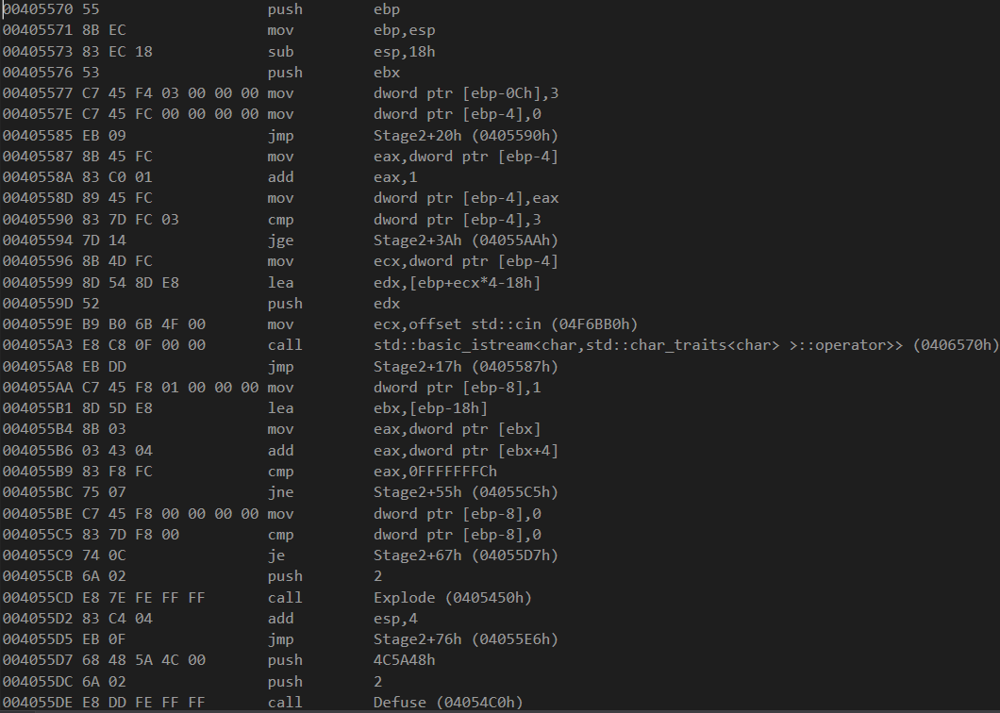 00405570 55 push ebp
00405571 8B EC mov ebp,esp
00405573 83 EC 18 sub esp,18h
00405576 53 push ebx
00405577 C7 45 F4 03 00 00 00 mov dword ptr [ebp-0Ch],3
0040557E C7 45 FC 00 00 00 00 mov dword ptr [ebp-4],0
00405585 EB 09 jmp Stage2+20h (0405590h)
00405587 8B 45 FC mov eax,dword ptr [ebp-4]
0040558A 83 C0 01 add eax,1
0040558D 89 45 FC mov dword ptr [ebp-4],eax
00405590 83 7D FC 03 cmp dword ptr [ebp-4],3
00405594 7D 14 jge Stage2+3Ah (04055AAh)
00405596 8B 4D FC mov ecx,dword ptr [ebp-4]
00405599 8D 54 8D E8 lea edx,[ebp+ecx*4-18h]
0040559D 52 push edx
0040559E B9 B0 6B 4F 00 mov ecx,offset std::cin (04F6BB0h)
004055A3 E8 C8 0F 00 00 call std::basic_istream<char,std::char_traits<char> >::operator>> (0406570h)
004055A8 EB DD jmp Stage2+17h (0405587h)
004055AA C7 45 F8 01 00 00 00 mov dword ptr [ebp-8],1
004055B1 8D 5D E8 lea ebx,[ebp-18h]
004055B4 8B 03 mov eax,dword ptr [ebx]
004055B6 03 43 04 add eax,dword ptr [ebx+4]
004055B9 83 F8 FC cmp eax,0FFFFFFFCh
004055BC 75 07 jne Stage2+55h (04055C5h)
004055BE C7 45 F8 00 00 00 00 mov dword ptr [ebp-8],0
004055C5 83 7D F8 00 cmp dword ptr [ebp-8],0
004055C9 74 0C je Stage2+67h (04055D7h)
004055CB 6A 02 push 2
004055CD E8 7E FE FF FF call Explode (0405450h)
004055D2 83 C4 04 add esp,4
004055D5 EB 0F jmp Stage2+76h (04055E6h)
004055D7 68 48 5A 4C 00 push 4C5A48h
004055DC 6A 02 push 2
004055DE E8 DD FE FF FF call Defuse (04054C0h)